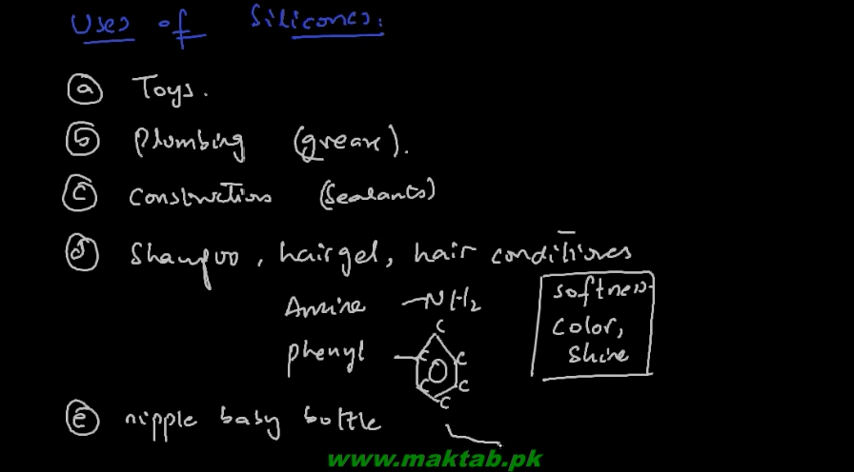 Uses of Silicones:
a Toys.
b Plumbing (grease).
c Construction (Sealants)
d Shampoo, hairgel, hair conditiores
Amine –NH2
softness
Color,
Shine
Phenyl
C
C C
C C
C
e nipple baby bottle
www.maktab.pk